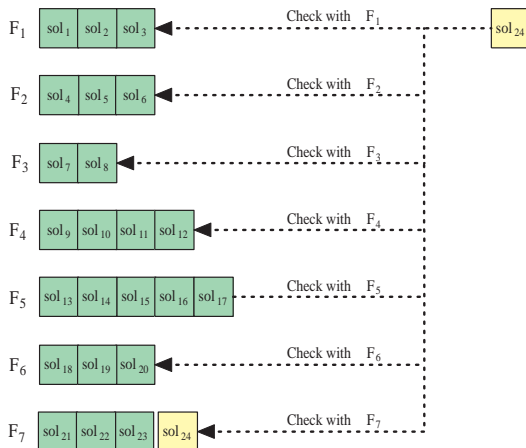 F1 sol1 sol2 sol3 Check with F1 sol24
F2 sol4 sol5 sol6 Check with F2
F3 sol7 sol8 Check with F3
F4 sol9 sol10 sol11 sol12 Check with F4
F5 sol13 sol14 sol15 sol16 sol17 Check with F5
F6 sol18 sol19 sol20 Check with F6
F7 sol21 sol22 sol23 sol24 Check with F7